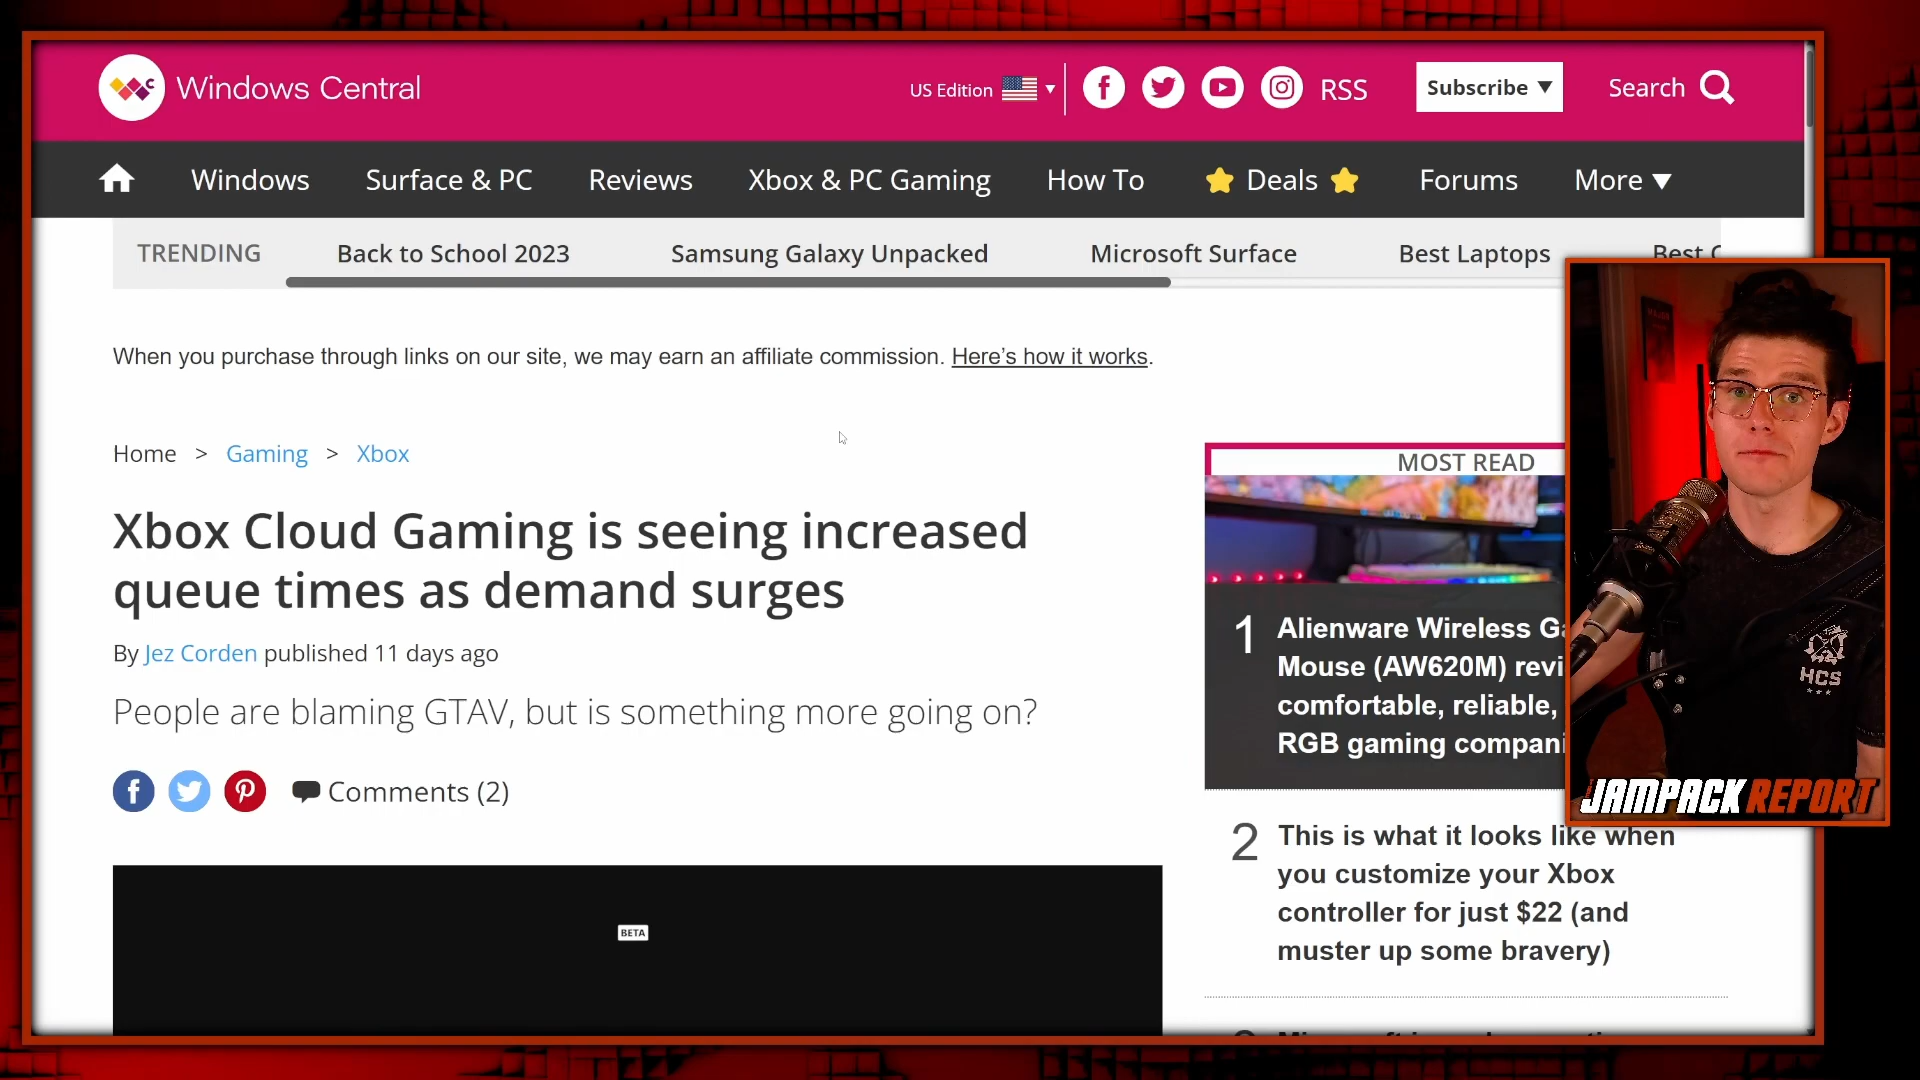 Windows Central
US Edition
RSS
Subscribe
Search
Windows
Surface & PC
Reviews
Xbox & PC Gaming
How To
Deals
Forums
More
TRENDING
Back to School 2023
Samsung Galaxy Unpacked
Microsoft Surface
Best Laptops
Best
When you purchase through links on our site, we may earn an affiliate commission. Here’s how it works.
Home > Gaming > Xbox
Xbox Cloud Gaming is seeing increased
queue times as demand surges
By Jez Corden published 11 days ago
People are blaming GTAV, but is something more going on?
Comments (2)
BETA
MOST READ
1
Alienware Wireless
Mouse (AW620M)
comfortable, reliable,
RGB gaming
2
This is what it looks like when
you customize your Xbox
controller for just $22 (and
muster up some bravery)
HCS
JAMPACK REPORT